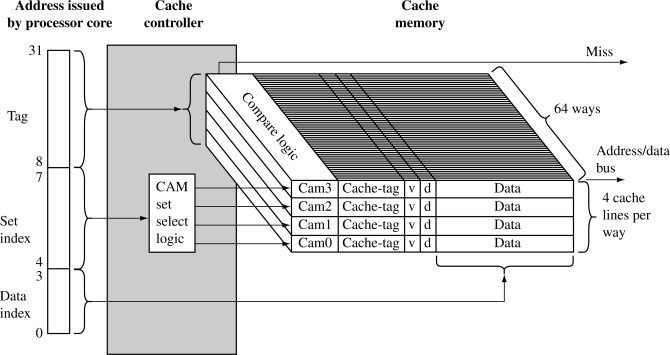 Address issued
by processor core
Cache
controller
Cache
memory
31
Miss
Tag
Compare logic
64 ways
Address/data
bus
8
7
CAM
set
select
logic
Cam3 Cache-tag v d Data
Cam2 Cache-tag v d Data
Cam1 Cache-tag v d Data
Cam0 Cache-tag v d Data
4 cache
lines per
way
Set
index
4
3
Data
index
0